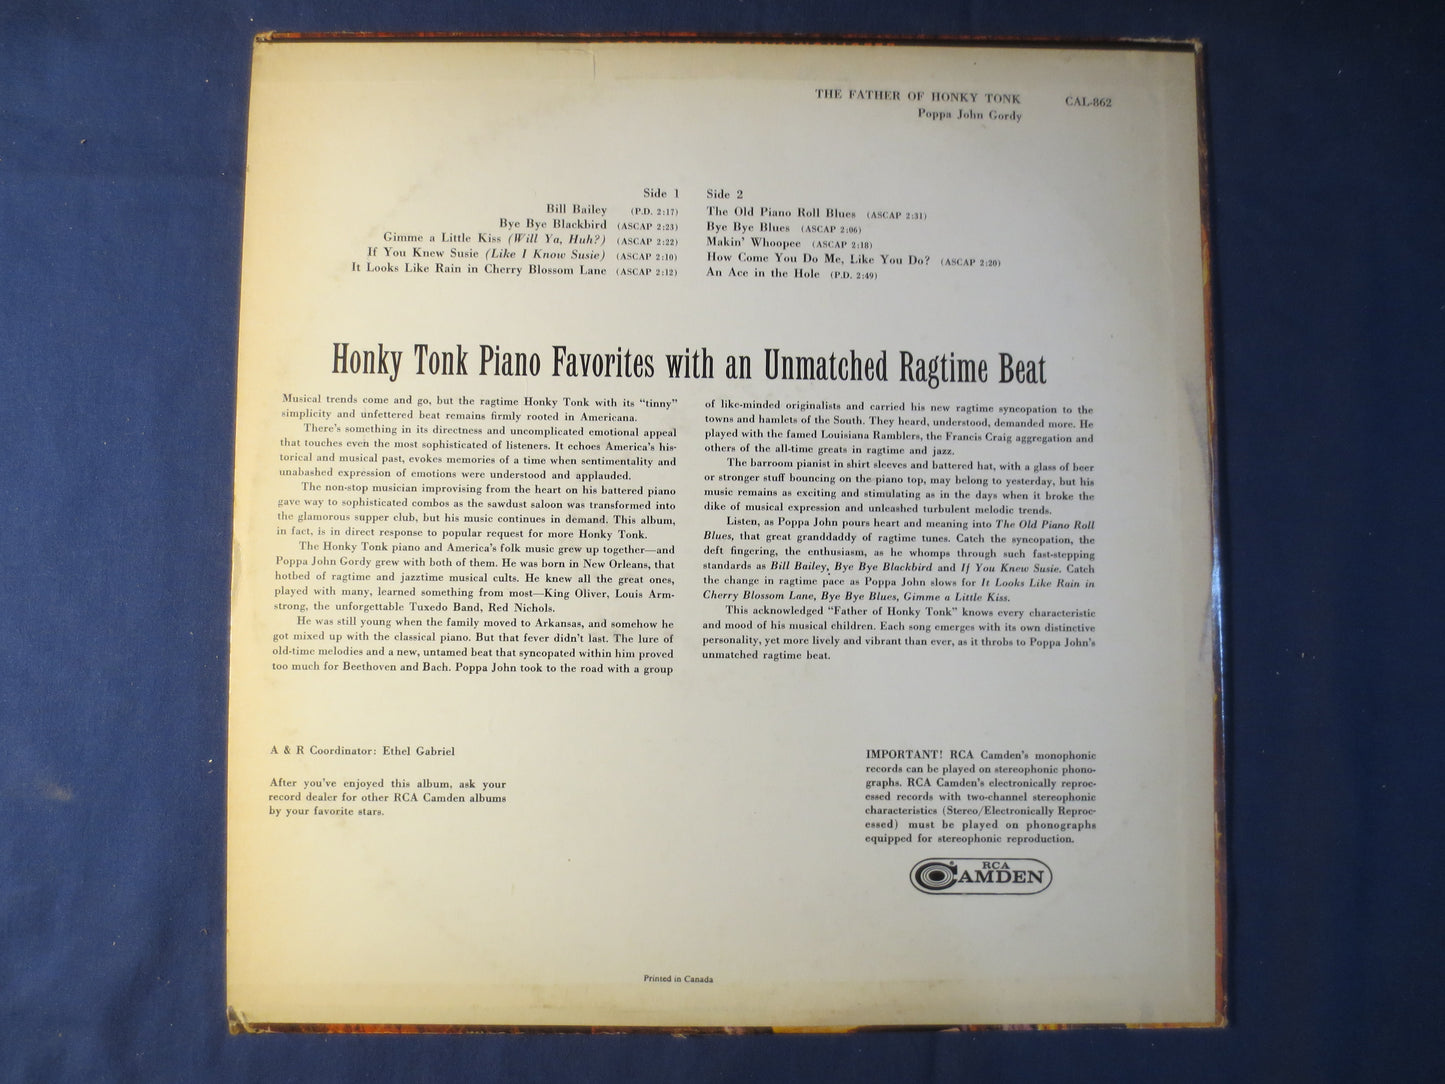 THE FATHER OF HONKY TONK CAL-862
Poppa John Gordy
Side 1
Bill Bailey (P.D. 2:17)
Bye Bye Blackbird (ASCAP 2:23)
Gimme a Little Kiss (Will Ya, Huh?) (ASCAP 2:22)
If You Knew Susie (Like I Know Susie) (ASCAP 2:10)
It Looks Like Rain in Cherry Blossom Lane (ASCAP 2:12)
Side 2
The Old Piano Roll Blues (ASCAP 2:31)
Bye Bye Blues (ASCAP 2:06)
Makin' Whoopee (ASCAP 2:18)
How Come You Do Me, Like You Do? (ASCAP 2:20)
An Ace in the Hole (P.D. 2:49)
Honky Tonk Piano Favorites with an Unmatched Ragtime Beat
Musical trends come and go, but the ragtime Honky Tonk with its “tinny”
simplicity and unfettered beat remains firmly rooted in Americana.
There's something in its directness and uncomplicated emotional appeal
that touches even the most sophisticated of listeners. It echoes America's his-
torical and musical past, evokes memories of a time when sentimentality and
unabashed expression of emotions were understood and applauded.
The non-stop musician improvising from the heart on his battered piano
gave way to sophisticated combos as the sawdust saloon was transformed into
the glamorous supper club, but his music continues in demand. This album,
in fact, is in direct response to popular request for more Honky Tonk.
The Honky Tonk piano and America's folk music grew up together—and
Poppa John Gordy grew with both of them. He was born in New Orleans, that
hotbed of ragtime and jazztime musical cults. He knew all the great ones,
played with many, learned something from most—King Oliver, Louis Arm-
strong, the unforgettable Tuxedo Band, Red Nichols.
He was still young when the family moved to Arkansas, and somehow he
got mixed up with the classical piano. But that fever didn't last. The lure of
old-time melodies and a new, untamed beat that syncopated within him proved
too much for Beethoven and Bach. Poppa John took to the road with a group
of like-minded originalists and carried his new ragtime syncopation to the
towns and hamlets of the South. They heard, understood, demanded more. He
played with the famed Louisiana Ramblers, the Francis Craig aggregation and
others of the all-time greats in ragtime and jazz.
The barroom pianist in shirt sleeves and battered hat, with a glass of beer
or stronger stuff bouncing on the piano top, may belong to yesterday, but his
music remains as exciting and stimulating as in the days when it broke the
dike of musical expression and unleashed turbulent melodic trends.
Listen, as Poppa John pours heart and meaning into The Old Piano Roll
Blues, that great granddaddy of ragtime tunes. Catch the syncopation, the
deft fingering, the enthusiasm, as he whomps through such fast-stepping
standards as Bill Bailey, Bye Bye Blackbird and If You Knew Susie. Catch
the change in ragtime pace as Poppa John slows for It Looks Like Rain in
Cherry Blossom Lane, Bye Bye Blues, Gimme a Little Kiss.
This acknowledged “Father of Honky Tonk” knows every characteristic
and mood of his musical children. Each song emerges with its own distinctive
personality, yet more lively and vibrant than ever, as it throbs to Poppa John's
unmatched ragtime beat.
A & R Coordinator: Ethel Gabriel
After you've enjoyed this album, ask your
record dealer for other RCA Camden albums
by your favorite stars.
IMPORTANT! RCA Camden's monophonic
records can be played on stereophonic phono-
graphs. RCA Camden's electronically reproc-
essed records with two-channel stereophonic
characteristics (Stereo/Electronically Reproc-
essed) must be played on phonographs
equipped for stereophonic reproduction.
RCA
CAMDEN
Printed in Canada